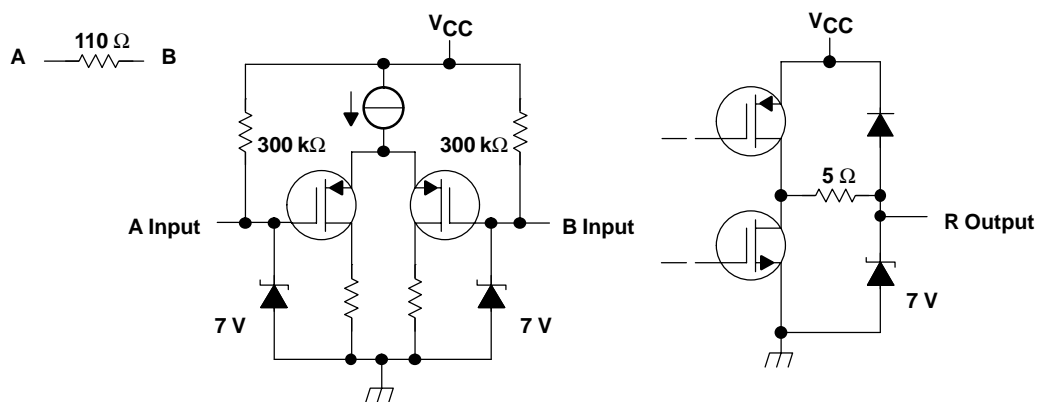 A 110 Ω B
VCC
300 kΩ 300 kΩ
A Input B Input
7 V 7 V
VCC
5 Ω
R Output
7 V